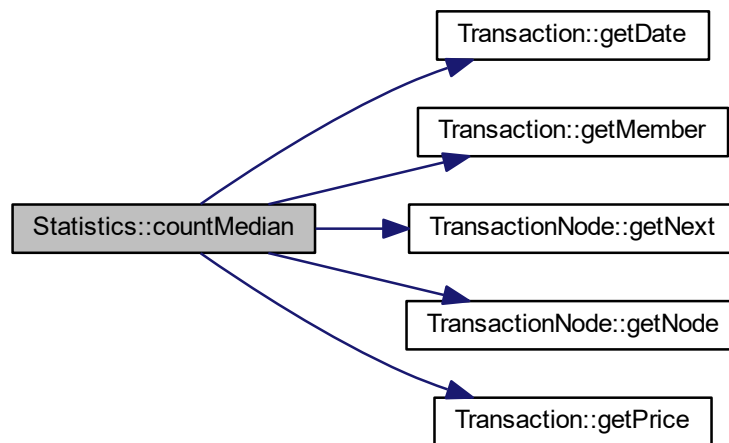 Transaction::getDate
Transaction::getMember
Statistics::countMedian
TransactionNode::getNext
TransactionNode::getNode
Transaction::getPrice